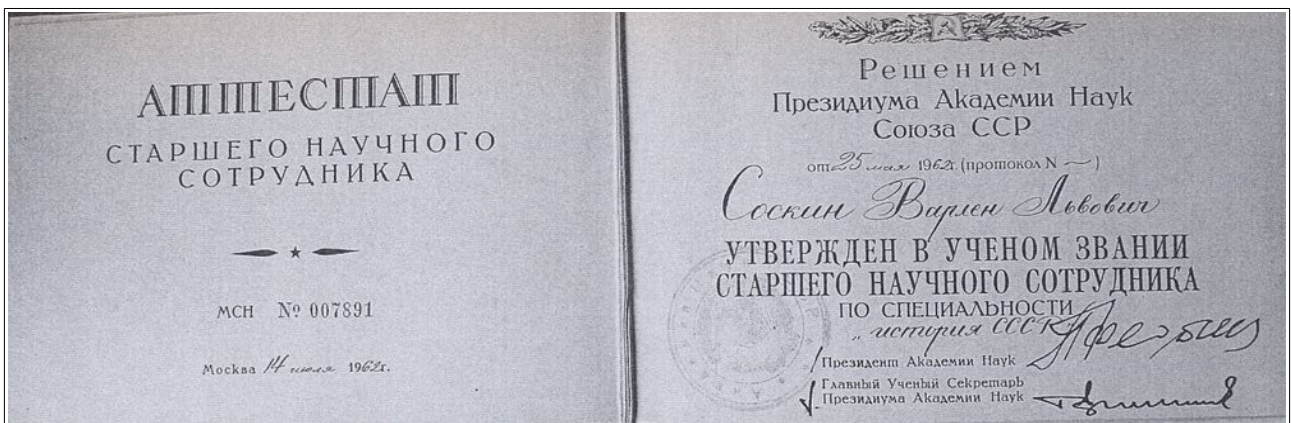 АТТЕСТАТ
СТАРШЕГО НАУЧНОГО
СОТРУДНИКА
МСН № 007891
Москва 14 июля 1962г.
Решением
Президиума Академии Наук
Союза ССР
от 25 мая 1962г. (протокол N — )
Соскин Варлен Львович
УТВЕРЖДЕН В УЧЕНОМ ЗВАНИИ
СТАРШЕГО НАУЧНОГО СОТРУДНИКА
ПО СПЕЦИАЛЬНОСТИ
„история СССР"
Президент Академии Наук
Главный Ученый Секретарь
Президиума Академии Наук